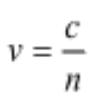 v = c/n